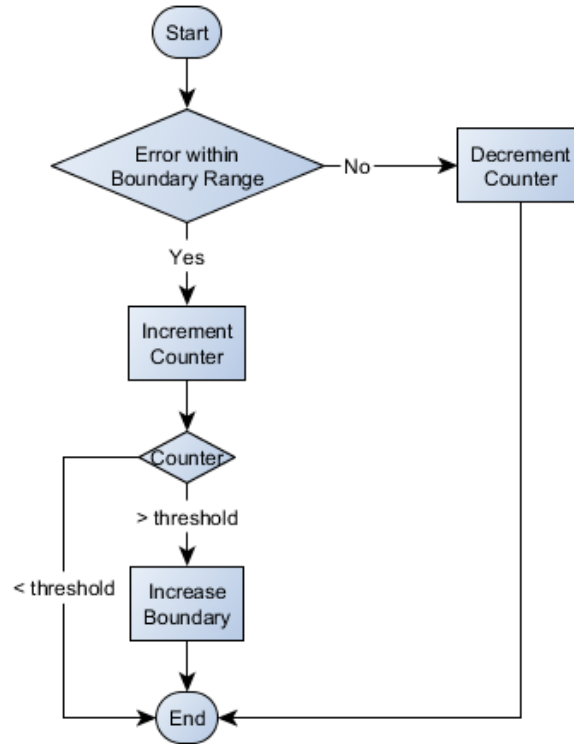 Start
Error within
Boundary Range
No
Decrement
Counter
Yes
Increment
Counter
Counter
> threshold
< threshold
Increase
Boundary
End